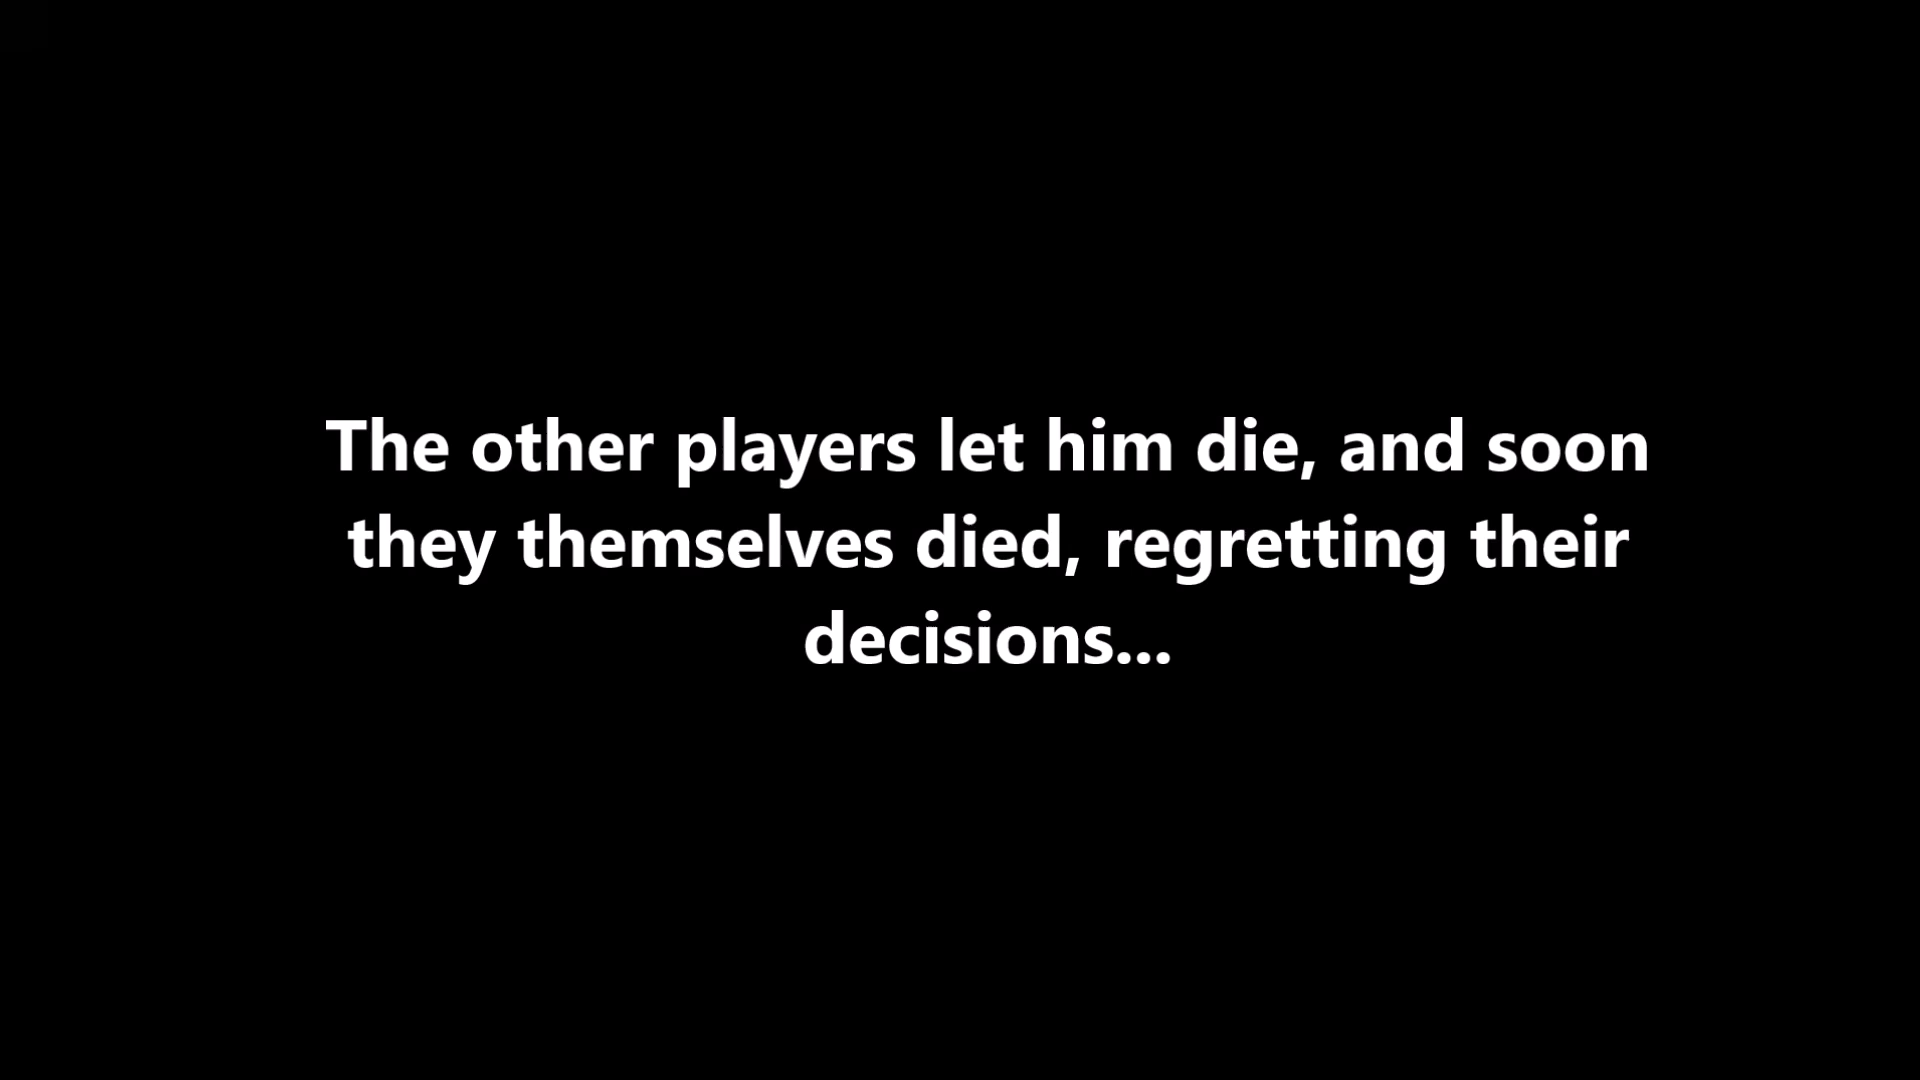 The other players let him die, and soon
they themselves died, regretting their
decisions...